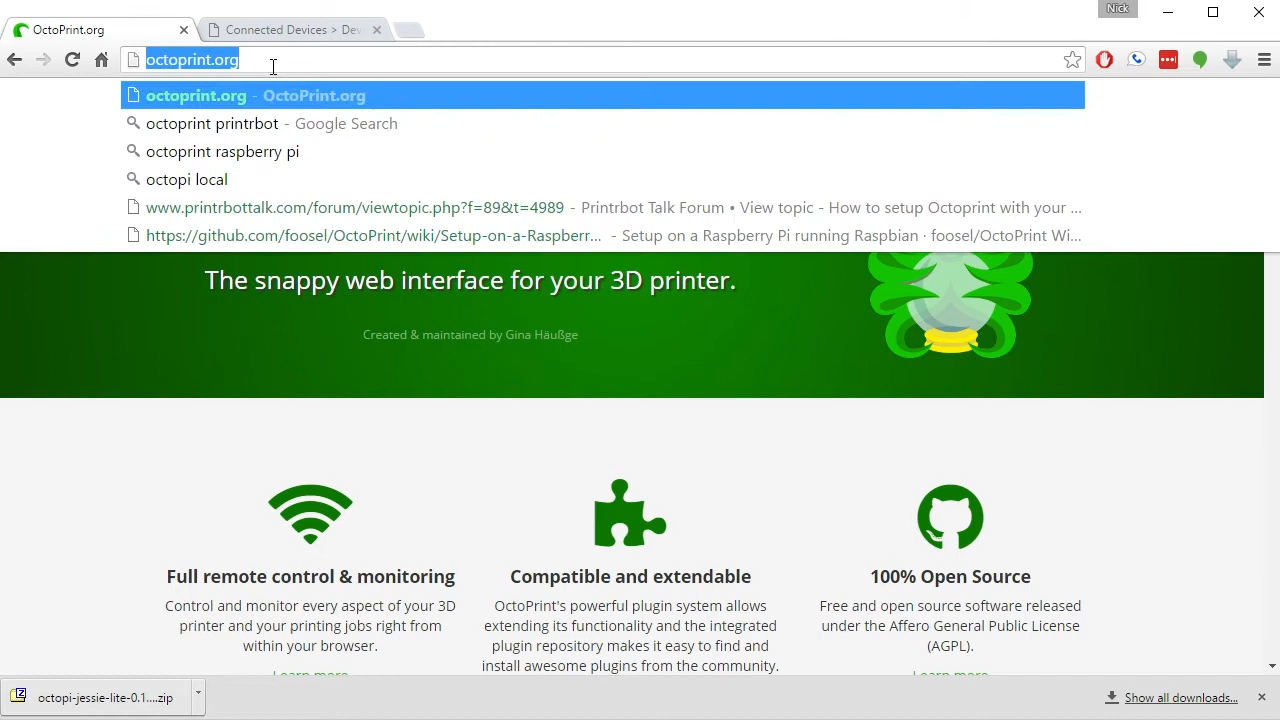 Nick
OctoPrint.org
Connected Devices > Dev
octoprint.org
octoprint.org - OctoPrint.org
octoprint printrbot - Google Search
octoprint raspberry pi
octopi local
www.printrbottalk.com/forum/viewtopic.php?f=89&t=4989 - Printrbot Talk Forum • View topic - How to setup Octoprint with your ...
https://github.com/foosel/OctoPrint/wiki/Setup-on-a-Raspberr... - Setup on a Raspberry Pi running Raspbian · foosel/OctoPrint Wi...
The snappy web interface for your 3D printer.
Created & maintained by Gina Häußge
Full remote control & monitoring
Control and monitor every aspect of your 3D
printer and your printing jobs right from
within your browser.
Learn more
Compatible and extendable
OctoPrint's powerful plugin system allows
extending its functionality and the integrated
plugin repository makes it easy to find and
install awesome plugins from the community.
100% Open Source
Free and open source software released
under the Affero General Public License
(AGPL).
Learn more
octopi-jessie-lite-0.1....zip
Show all downloads...